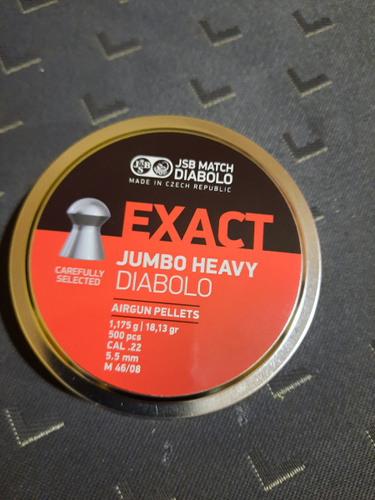 JSB
JSB MATCH
DIABOLO
MADE IN CZECH REPUBLIC
EXACT
JUMBO HEAVY
DIABOLO
CAREFULLY
SELECTED
AIRGUN PELLETS
1,175 g | 18,13 gr
500 pcs
CAL .22
5.5 mm
M 46/08